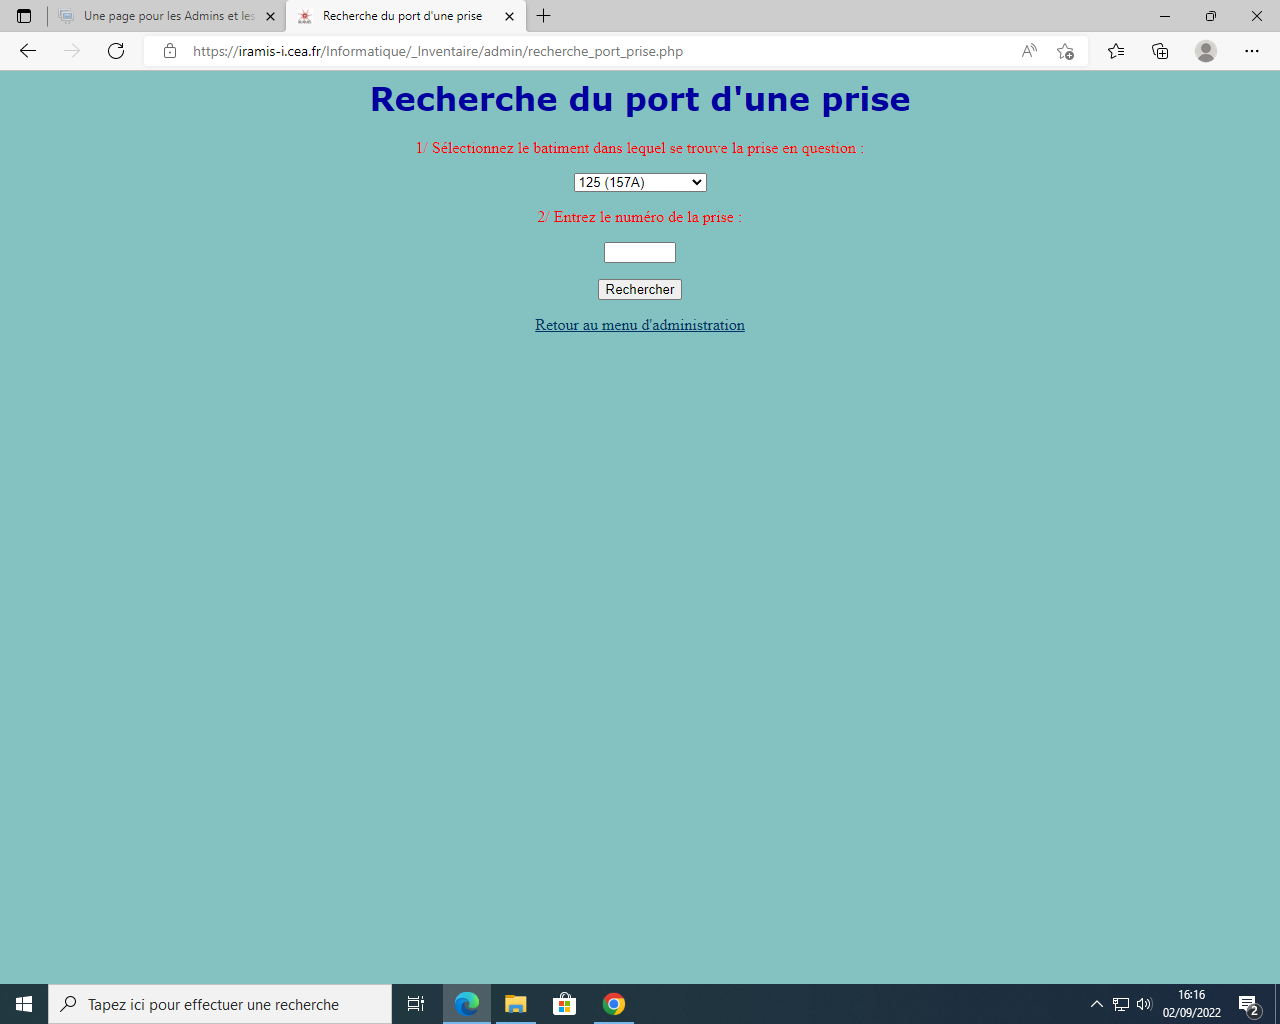 Une page pour les Admins et les
Recherche du port d'une prise
https://iramis-i.cea.fr/Informatique/_Inventaire/admin/recherche_port_prise.php
Recherche du port d'une prise
1/ Sélectionnez le batiment dans lequel se trouve la prise en question :
125 (157A)
2/ Entrez le numéro de la prise :
Rechercher
Retour au menu d'administration
Tapez ici pour effectuer une recherche
16:16
02/09/2022
2